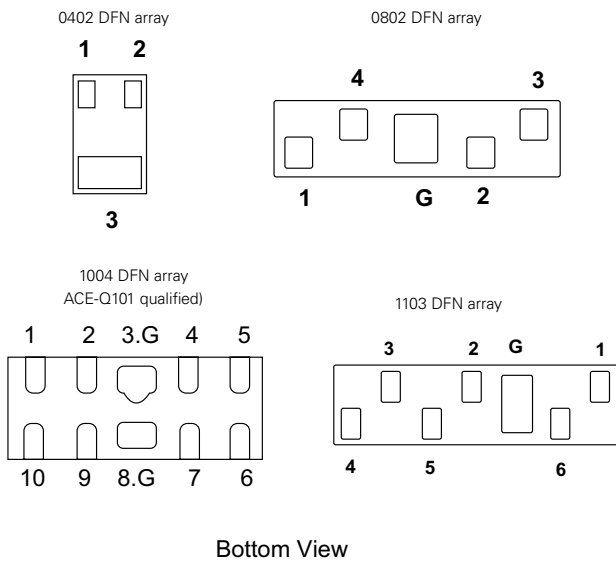 0402 DFN array
1 2
3
0802 DFN array
4 3
1 G 2
1004 DFN array
ACE-Q101 qualified)
1 2 3.G 4 5
10 9 8.G 7 6
1103 DFN array
3 2 G 1
4 5 6
Bottom View